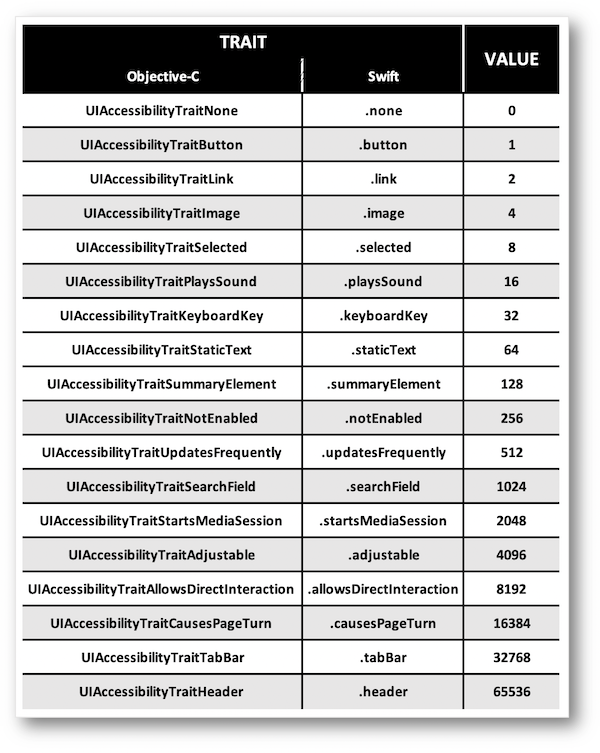 TRAIT
VALUE
Objective-C Swift
UIAccessibilityTraitNone .none 0
UIAccessibilityTraitButton .button 1
UIAccessibilityTraitLink .link 2
UIAccessibilityTraitImage .image 4
UIAccessibilityTraitSelected .selected 8
UIAccessibilityTraitPlaysSound .playsSound 16
UIAccessibilityTraitKeyboardKey .keyboardKey 32
UIAccessibilityTraitStaticText .staticText 64
UIAccessibilityTraitSummaryElement .summaryElement 128
UIAccessibilityTraitNotEnabled .notEnabled 256
UIAccessibilityTraitUpdatesFrequently .updatesFrequently 512
UIAccessibilityTraitSearchField .searchField 1024
UIAccessibilityTraitStartsMediaSession .startsMediaSession 2048
UIAccessibilityTraitAdjustable .adjustable 4096
UIAccessibilityTraitAllowsDirectInteraction .allowsDirectInteraction 8192
UIAccessibilityTraitCausesPageTurn .causesPageTurn 16384
UIAccessibilityTraitTabBar .tabBar 32768
UIAccessibilityTraitHeader .header 65536